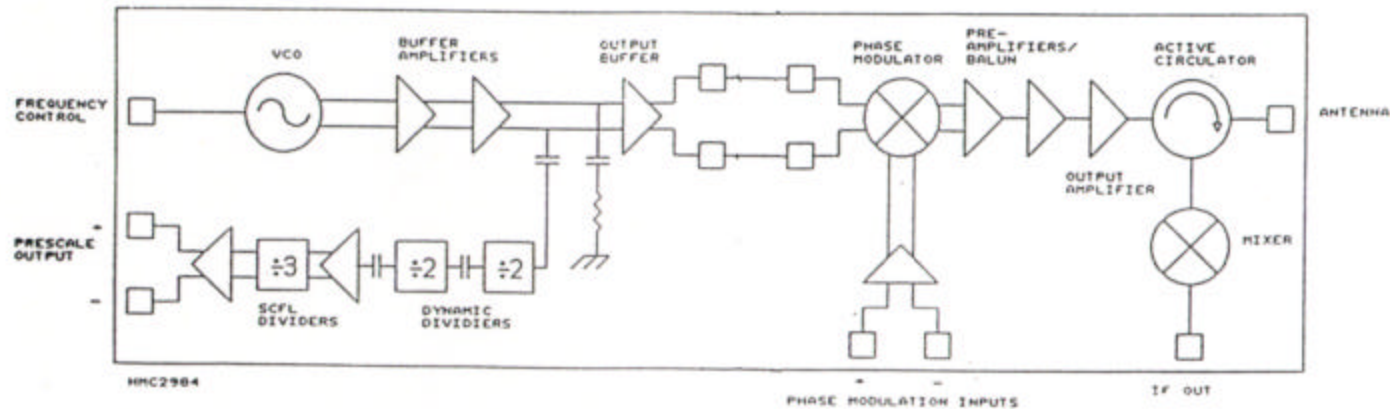 VCO
BUFFER
AMPLIFIERS
OUTPUT
BUFFER
PHASE
MODULATOR
PRE-
AMPLIFIERS/
BALUN
ACTIVE
CIRCULATOR
FREQUENCY
CONTROL
ANTENNA
OUTPUT
AMPLIFIER
+
PRESCALE
OUTPUT
-
÷3
÷2
÷2
MIXER
SCFL
DIVIDERS
DYNAMIC
DIVIDIERS
HMC2984
+ -
PHASE MODULATION INPUTS
IF OUT